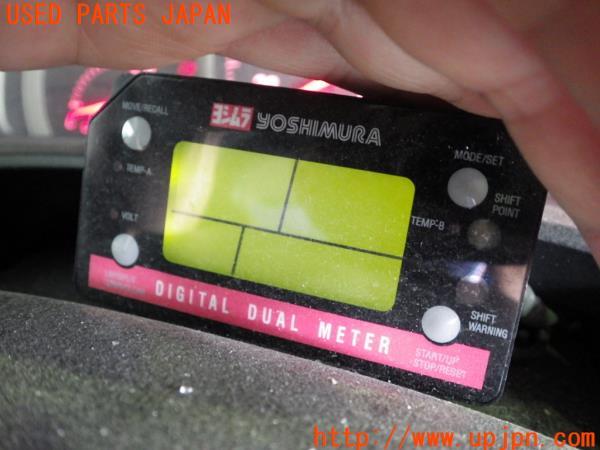 USED PARTS JAPAN
MOVE/RECALL
ヨシムラ YOSHIMURA
MODE/SET
TEMP-A
SHIFT
POINT
VOLT
TEMP-B
DIGITAL DUAL METER
SHIFT
WARNING
START/UP
STOP/RESET
http://www.upjpn.com